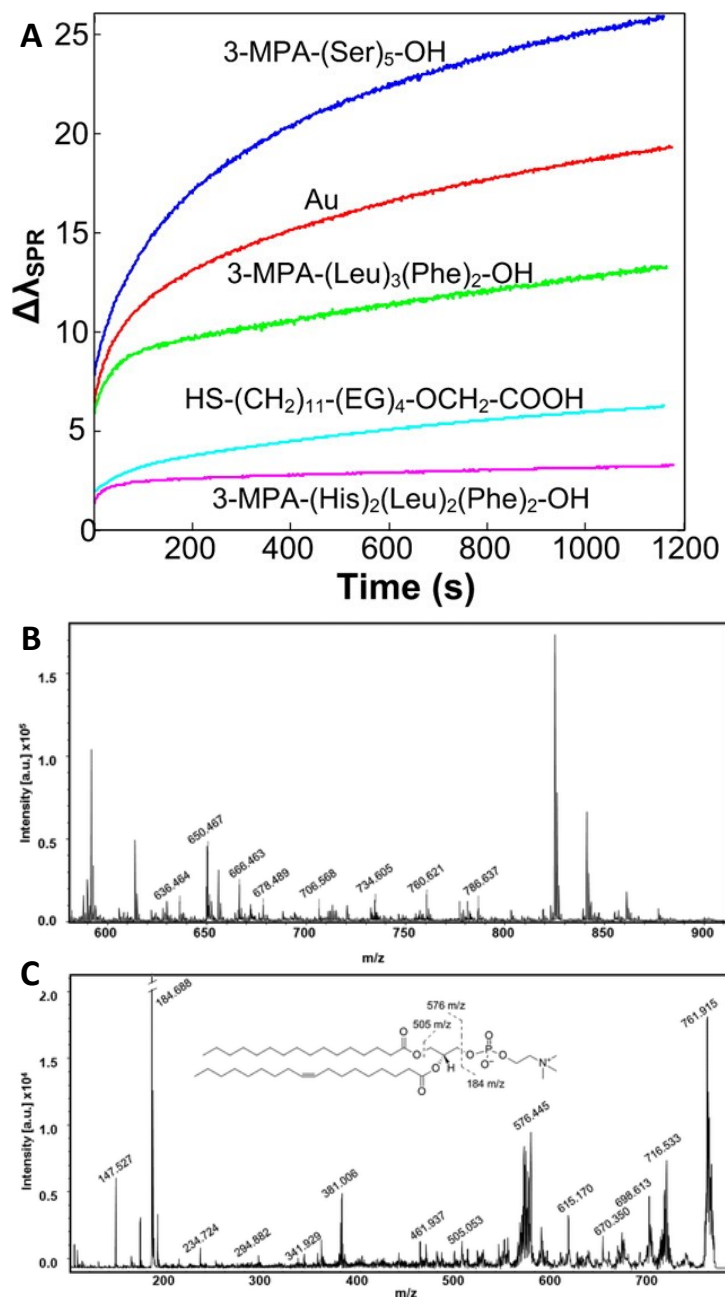 A
25
20
15
10
5
0
ΔλSPR
3-MPA-(Ser)₅-OH
Au
3-MPA-(Leu)₃(Phe)₂-OH
HS-(CH₂)₁₁-(EG)₄-OCH₂-COOH
3-MPA-(His)₂(Leu)₂(Phe)₂-OH
0 200 400 600 800 1000 1200
Time (s)
B
Intensity [a.u.] x10⁵
1.5
1.0
0.5
0.0
636.464
650.467
666.463
678.489
706.568
734.605
760.621
786.637
600 650 700 750 800 850 900
m/z
C
Intensity [a.u.] x10⁴
2.0
1.5
1.0
0.5
0.0
184.688
761.915
576 m/z
505 m/z
184 m/z
O
O
O
O
O
P
O
O⁻
O
N⁺
H
576.445
716.533
147.527
381.006
698.613
615.170
670.350
234.724
294.882
341.929
461.937
505.053
200 300 400 500 600 700
m/z